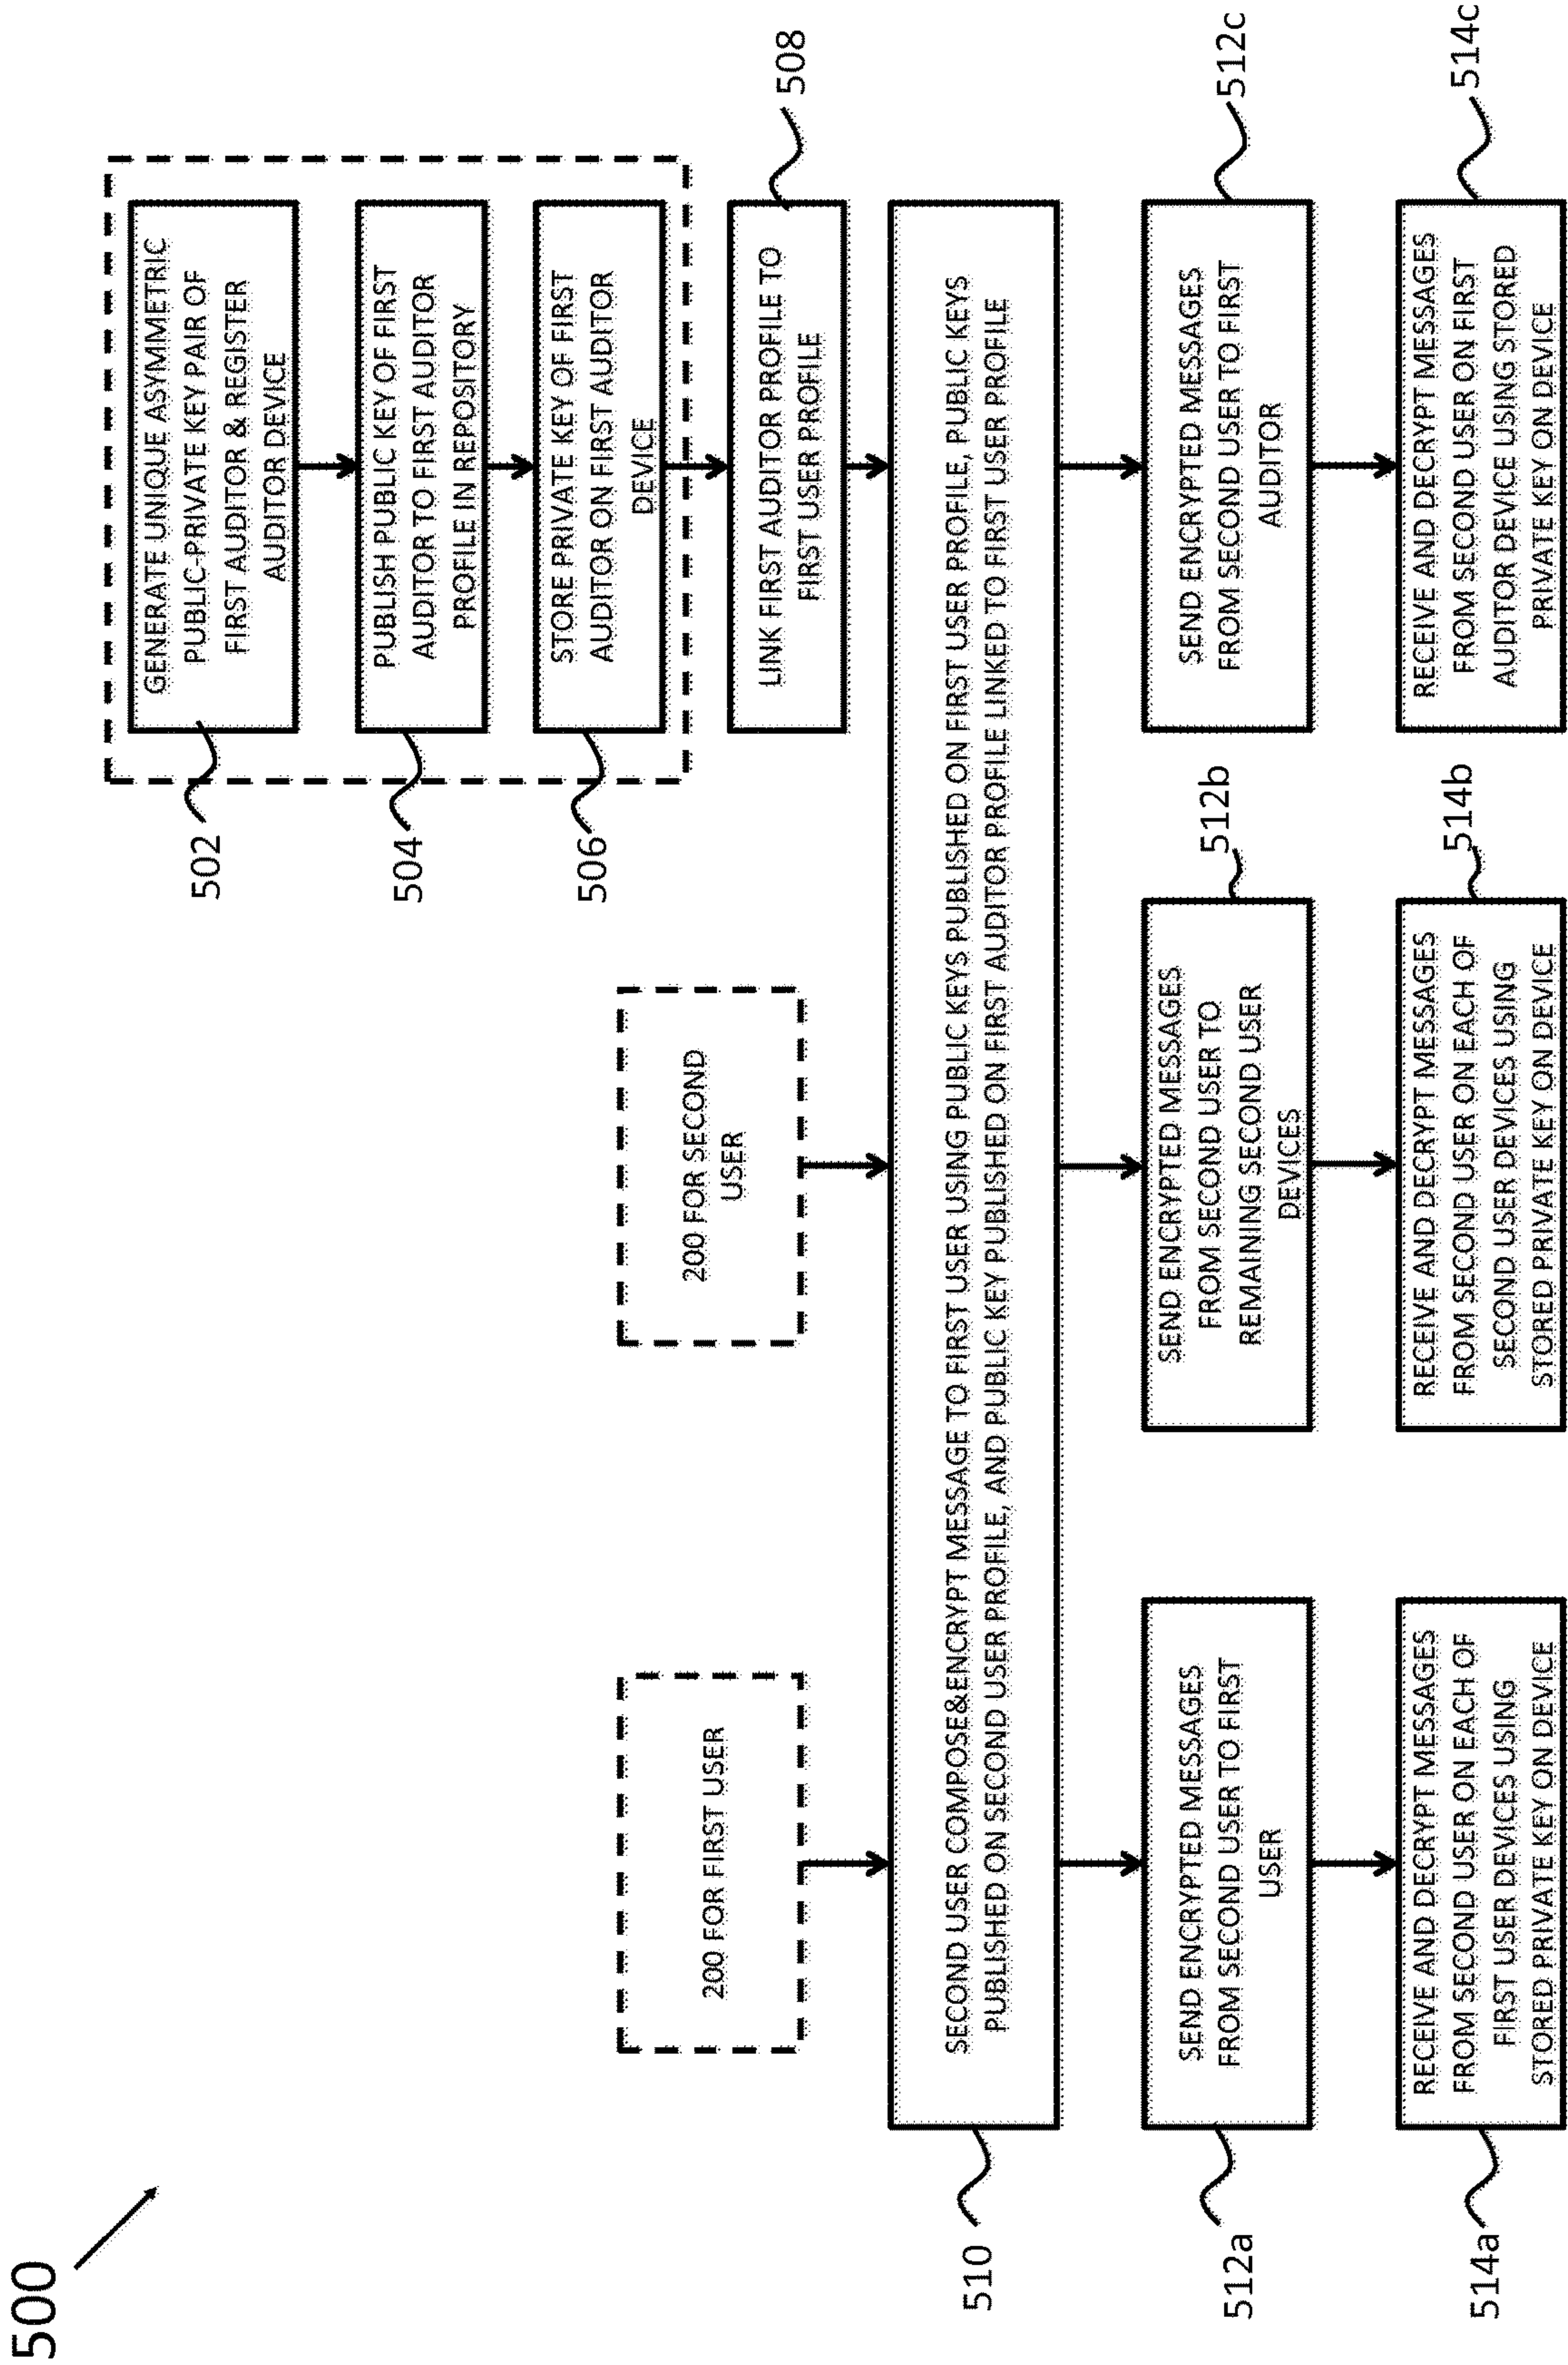 500
GENERATE UNIQUE ASYMMETRIC
PUBLIC-PRIVATE KEY PAIR OF
FIRST AUDITOR & REGISTER
AUDITOR DEVICE
502
PUBLISH PUBLIC KEY OF FIRST
AUDITOR TO FIRST AUDITOR
PROFILE IN REPOSITORY
504
STORE PRIVATE KEY OF FIRST
AUDITOR ON FIRST AUDITOR
DEVICE
506
LINK FIRST AUDITOR PROFILE TO
FIRST USER PROFILE
508
200 FOR FIRST USER
200 FOR SECOND
USER
SECOND USER COMPOSE&ENCRYPT MESSAGE TO FIRST USER USING PUBLIC KEYS PUBLISHED ON FIRST USER PROFILE, PUBLIC KEYS
PUBLISHED ON SECOND USER PROFILE, AND PUBLIC KEY PUBLISHED ON FIRST AUDITOR PROFILE LINKED TO FIRST USER PROFILE
510
SEND ENCRYPTED MESSAGES
FROM SECOND USER TO FIRST
USER
512a
SEND ENCRYPTED MESSAGES
FROM SECOND USER TO
REMAINING SECOND USER
DEVICES
512b
SEND ENCRYPTED MESSAGES
FROM SECOND USER TO FIRST
AUDITOR
512c
RECEIVE AND DECRYPT MESSAGES
FROM SECOND USER ON EACH OF
FIRST USER DEVICES USING
STORED PRIVATE KEY ON DEVICE
514a
RECEIVE AND DECRYPT MESSAGES
FROM SECOND USER ON EACH OF
SECOND USER DEVICES USING
STORED PRIVATE KEY ON DEVICE
514b
RECEIVE AND DECRYPT MESSAGES
FROM SECOND USER ON FIRST
AUDITOR DEVICE USING STORED
PRIVATE KEY ON DEVICE
514c